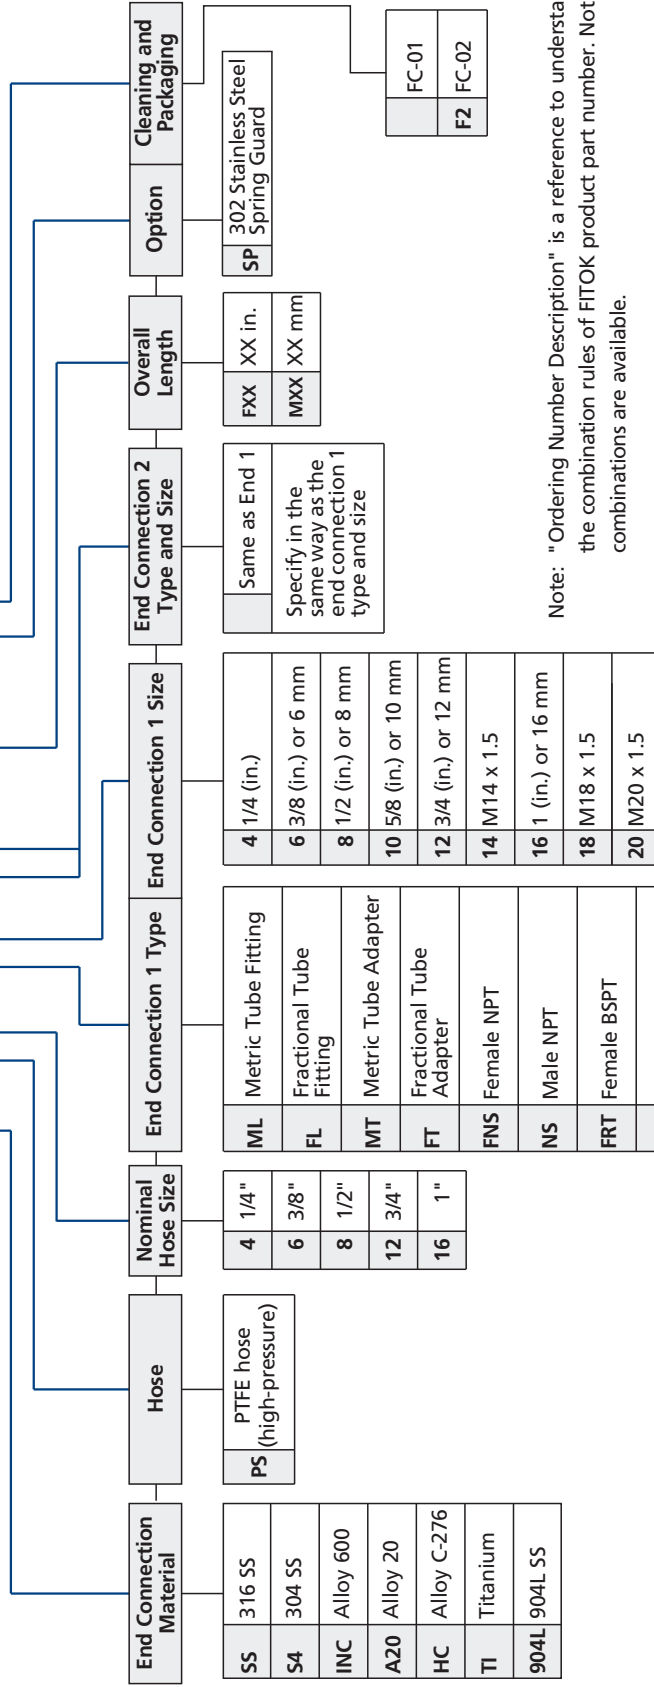 End Connection
Material
SS 316 SS
S4 304 SS
INC Alloy 600
A20 Alloy 20
HC Alloy C-276
TI Titanium
904L 904L SS
Hose
PS PTFE hose
(high-pressure)
Nominal
Hose Size
4 1/4"
6 3/8"
8 1/2"
12 3/4"
16 1"
End Connection 1 Type
ML Metric Tube Fitting
FL Fractional Tube
Fitting
MT Metric Tube Adapter
FT Fractional Tube
Adapter
FNS Female NPT
NS Male NPT
FRT Female BSPT
End Connection 1 Size
4 1/4 (in.)
6 3/8 (in.) or 6 mm
8 1/2 (in.) or 8 mm
10 5/8 (in.) or 10 mm
12 3/4 (in.) or 12 mm
14 M14 x 1.5
16 1 (in.) or 16 mm
18 M18 x 1.5
20 M20 x 1.5
End Connection 2
Type and Size
Same as End 1
Specify in the
same way as the
end connection 1
type and size
Overall
Length
FXX XX in.
MXX XX mm
Option
SP 302 Stainless Steel
Spring Guard
Cleaning and
Packaging
FC-01
F2 FC-02
Note: "Ordering Number Description" is a reference to understa
the combination rules of FITOK product part number. Not
combinations are available.